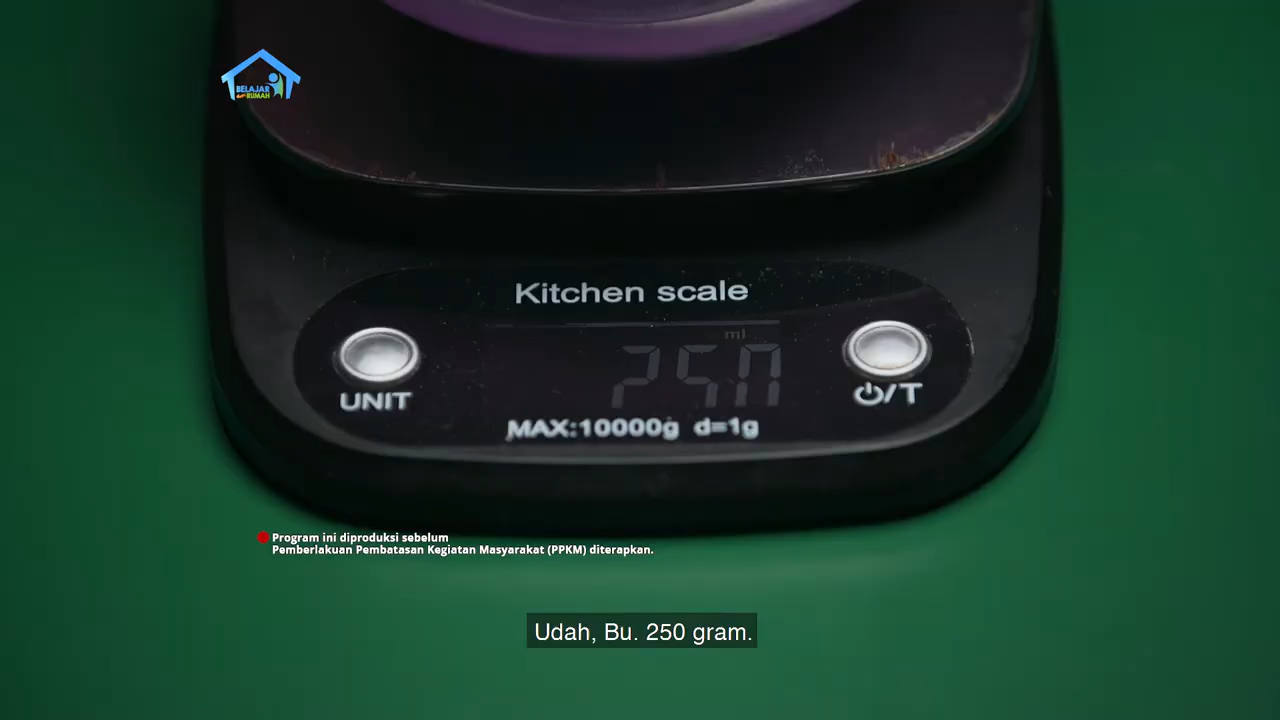 BELAJAR
dari RUMAH
Kitchen scale
ml
250
UNIT
⏻/T
MAX:10000g d=1g
Program ini diproduksi sebelum
Pemberlakuan Pembatasan Kegiatan Masyarakat (PPKM) diterapkan.
Udah, Bu. 250 gram.